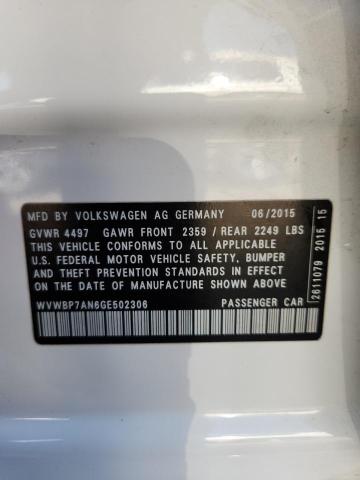 MFD BY VOLKSWAGEN AG GERMANY 06/2015
GVWR 4497 GAWR FRONT 2359 / REAR 2249 LBS
THIS VEHICLE CONFORMS TO ALL APPLICABLE
U.S. FEDERAL MOTOR VEHICLE SAFETY, BUMPER
AND THEFT PREVENTION STANDARDS IN EFFECT
ON THE DATE OF MANUFACTURE SHOWN ABOVE
WVWBP7AN6GE502306 PASSENGER CAR
2611079 2015 15